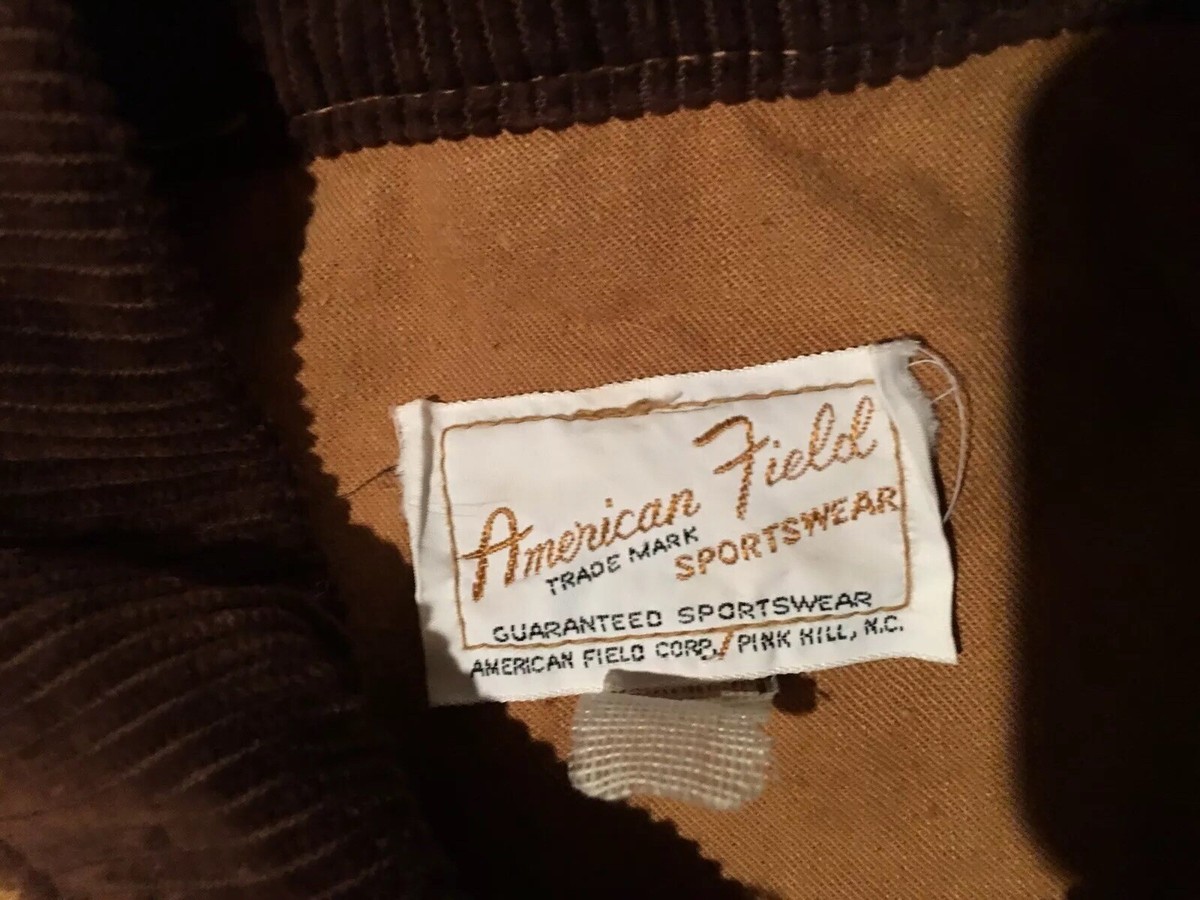 American Field
TRADE MARK SPORTSWEAR
GUARANTEED SPORTSWEAR
AMERICAN FIELD CORP./PINK HILL, N.C.